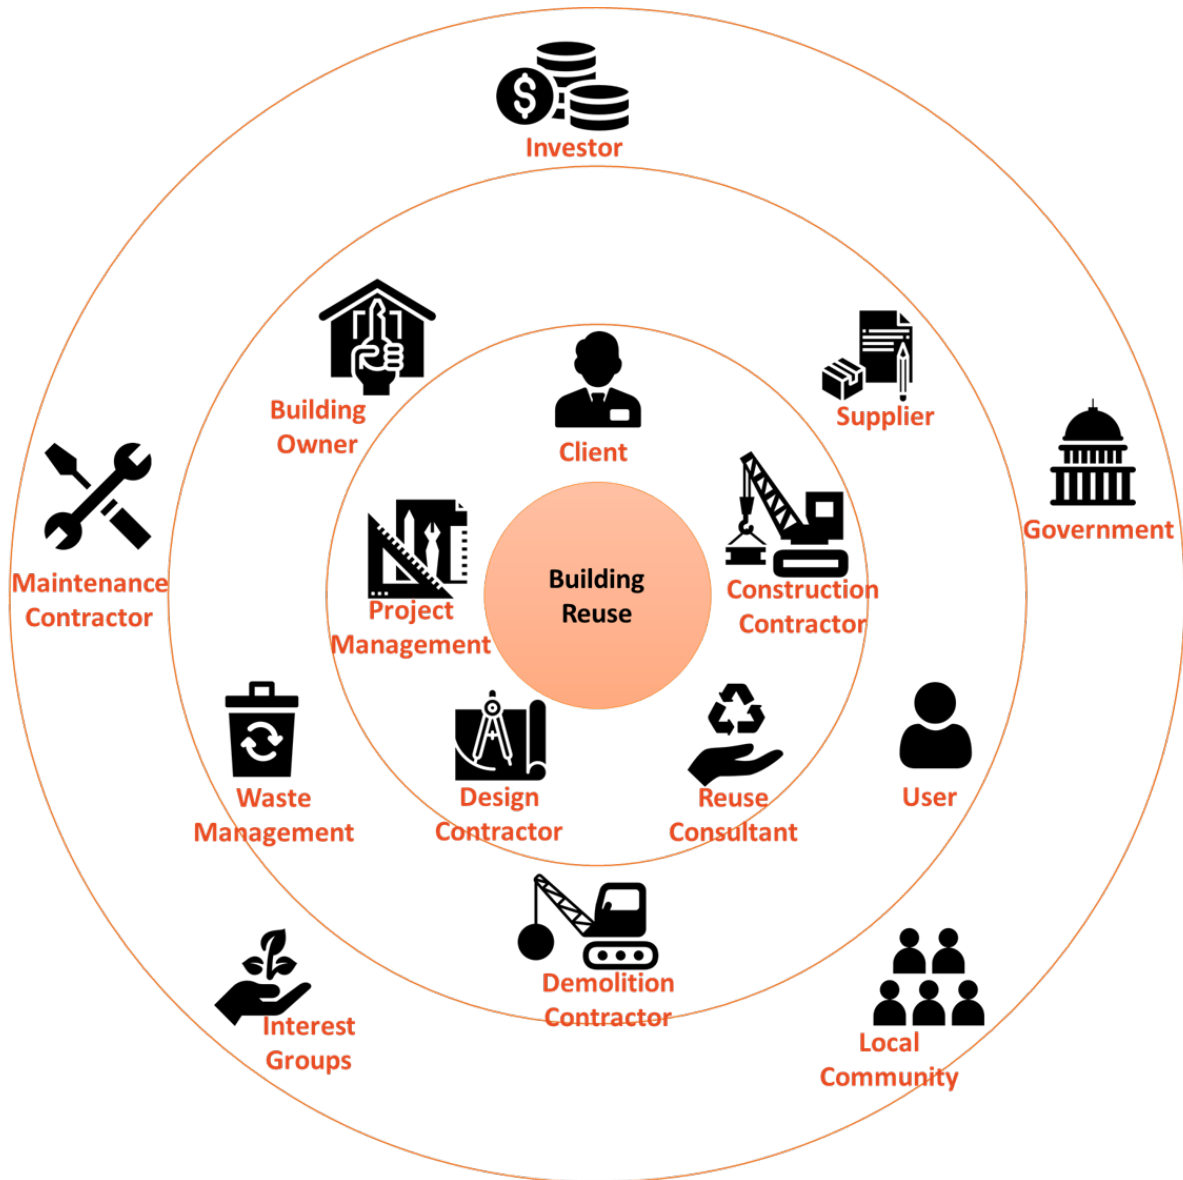 $
Investor
Building
Owner
Supplier
Client
Government
Maintenance
Contractor
Project
Management
Building
Reuse
Construction
Contractor
Waste
Management
Design
Contractor
Reuse
Consultant
User
Demolition
Contractor
Interest
Groups
Local
Community